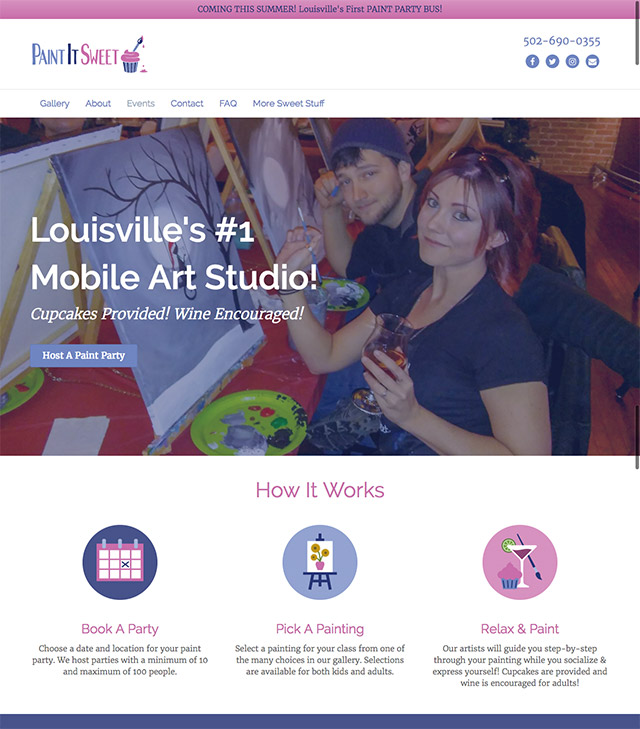 COMING THIS SUMMER! Louisville's First PAINT PARTY BUS!
PAINT IT SWEET
502-690-0355
Gallery About Events Contact FAQ More Sweet Stuff
Louisville's #1
Mobile Art Studio!
Cupcakes Provided! Wine Encouraged!
Host A Paint Party
How It Works
Book A Party
Choose a date and location for your paint
party. We host parties with a minimum of 10
and maximum of 100 people.
Pick A Painting
Select a painting for your class from one of
the many choices in our gallery. Selections
are available for both kids and adults.
Relax & Paint
Our artists will guide you step-by-step
through your painting while you socialize &
express yourself! Cupcakes are provided and
wine is encouraged for adults!